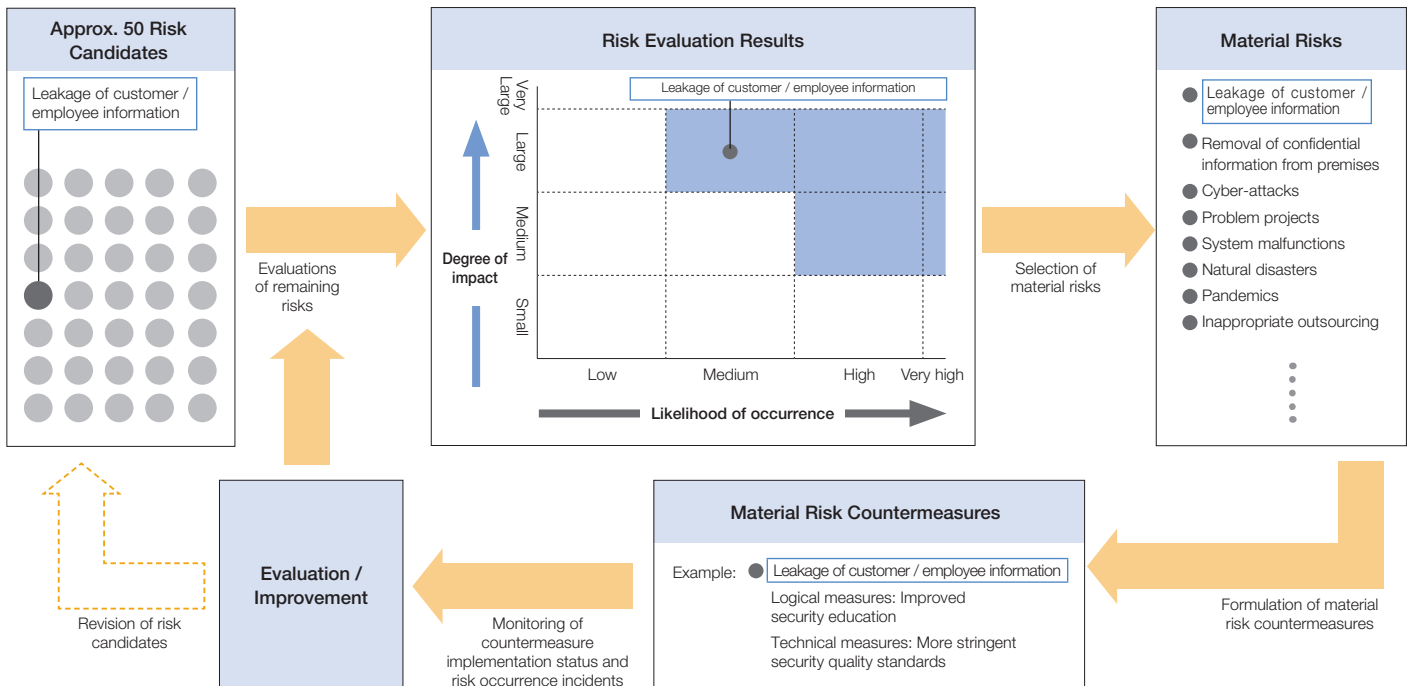 Approx. 50 Risk
Candidates
Leakage of customer /
employee information
Evaluations
of remaining
risks
Risk Evaluation Results
Leakage of customer / employee information
Very
Large
Large
Medium
Small
Degree of
impact
Low
Medium
High
Very high
Likelihood of occurrence
Selection of
material risks
Material Risks
Leakage of customer /
employee information
Removal of confidential
information from premises
Cyber-attacks
Problem projects
System malfunctions
Natural disasters
Pandemics
Inappropriate outsourcing
Formulation of material
risk countermeasures
Material Risk Countermeasures
Example:
Leakage of customer / employee information
Logical measures: Improved
security education
Technical measures: More stringent
security quality standards
Monitoring of
countermeasure
implementation status and
risk occurrence incidents
Evaluation /
Improvement
Revision of risk
candidates